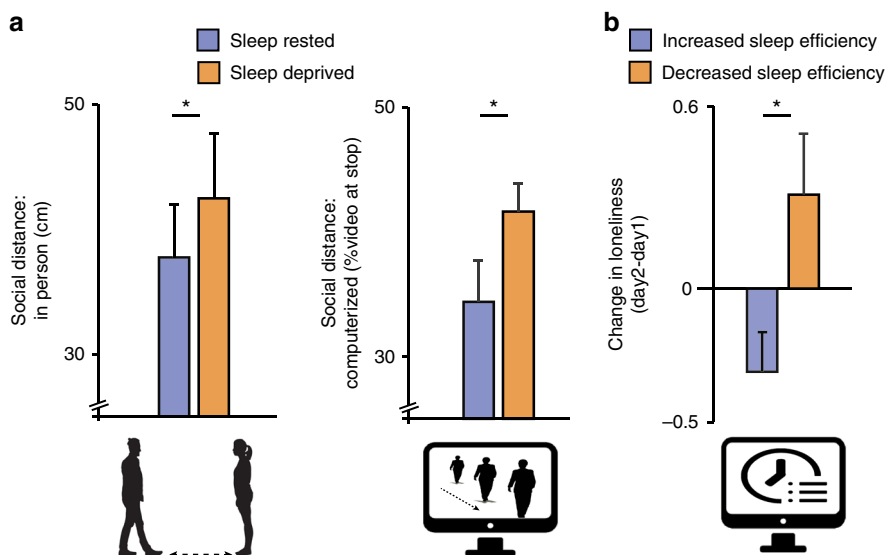 a
Sleep rested
Sleep deprived
50
30
Social distance:
in person (cm)
*
50
30
Social distance:
computerized (%video at stop)
*
b
Increased sleep efficiency
Decreased sleep efficiency
0.6
0
–0.5
Change in loneliness
(day2-day1)
*